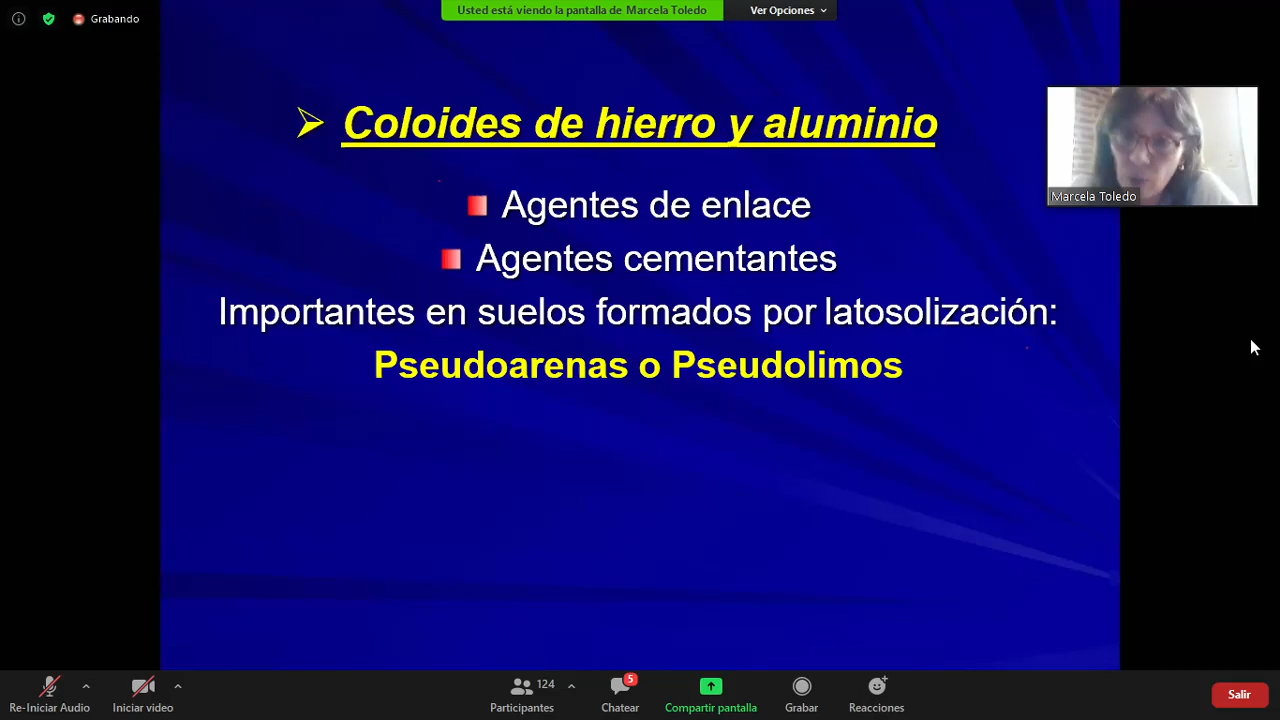 Grabando
Usted está viendo la pantalla de Marcela Toledo
Ver Opciones
Coloides de hierro y aluminio
Agentes de enlace
Agentes cementantes
Importantes en suelos formados por latosolización:
Pseudoarenas o Pseudolimos
Marcela Toledo
124
5
Re-Iniciar Audio
Iniciar video
Participantes
Chatear
Compartir pantalla
Grabar
Reacciones
Salir